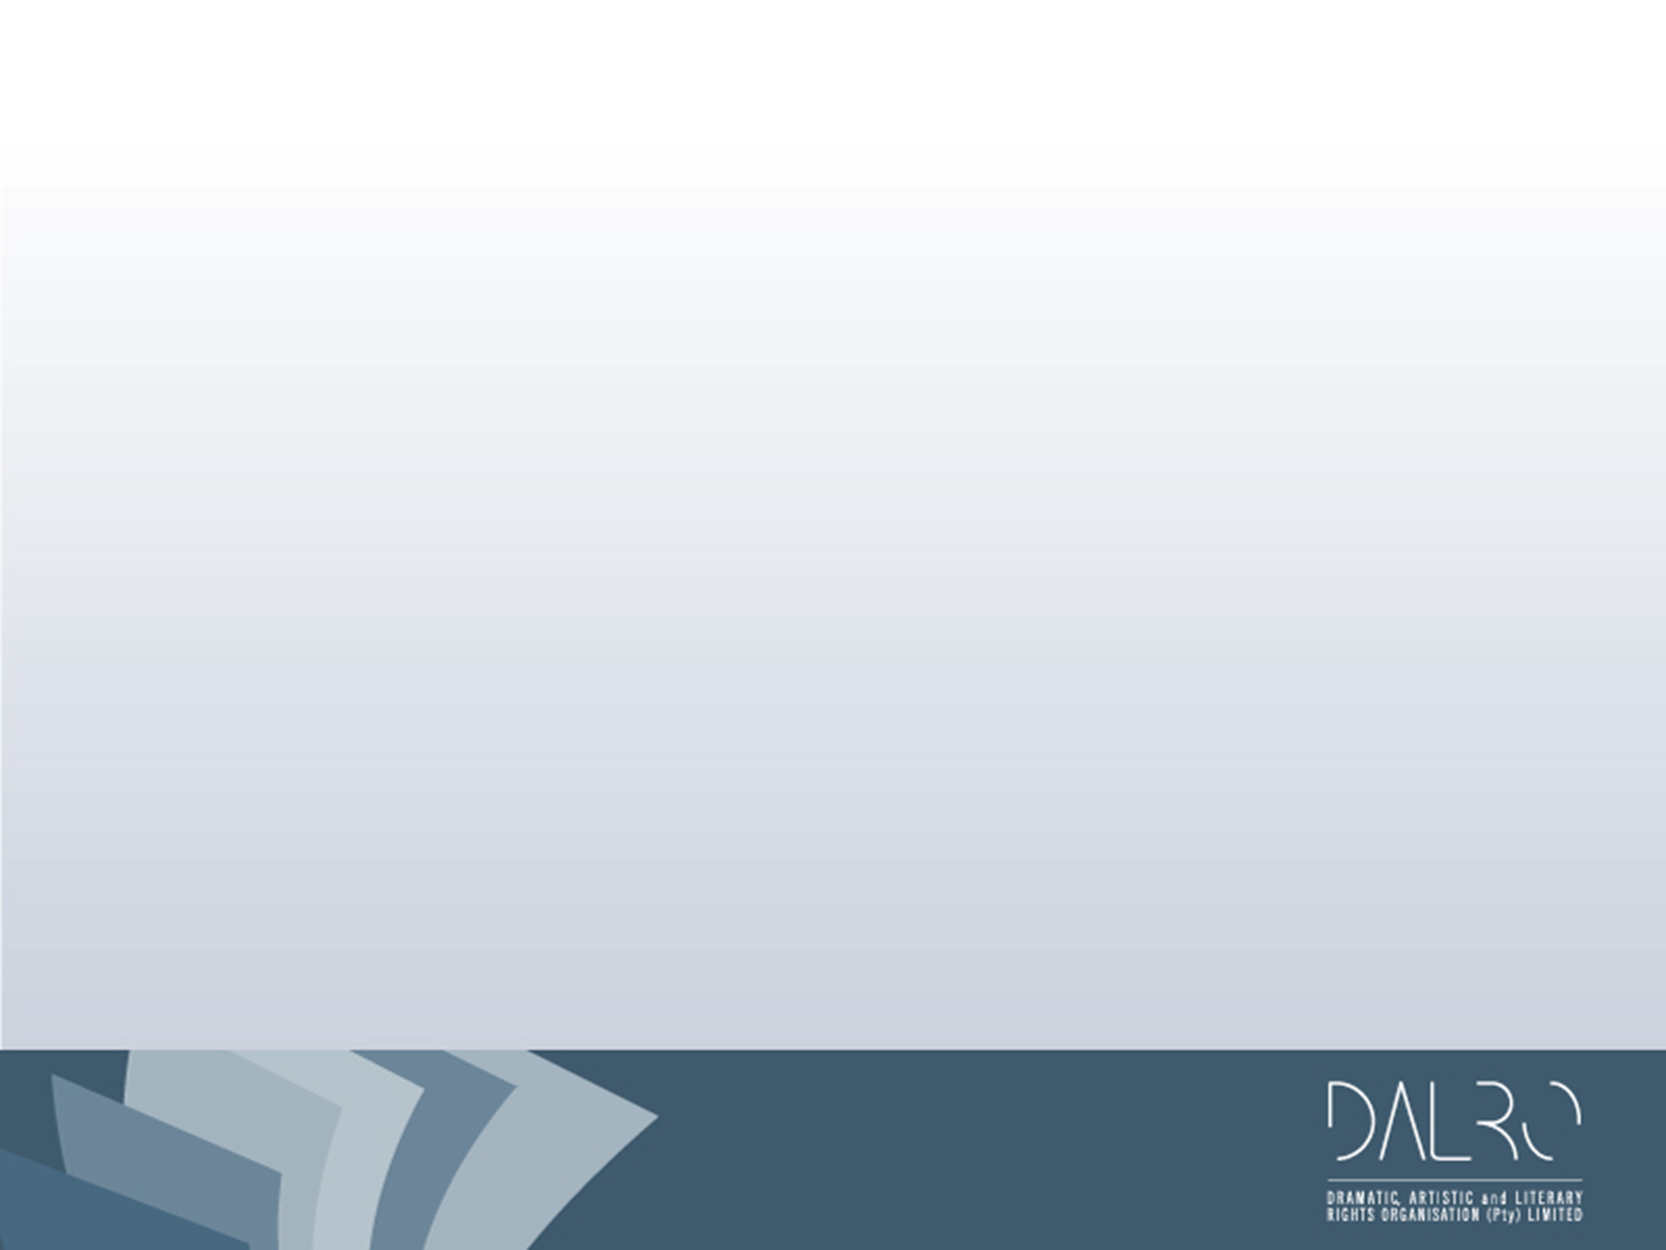 DALRO
DRAMATIC, ARTISTIC and LITERARY
RIGHTS ORGANISATION (Pty) LIMITED